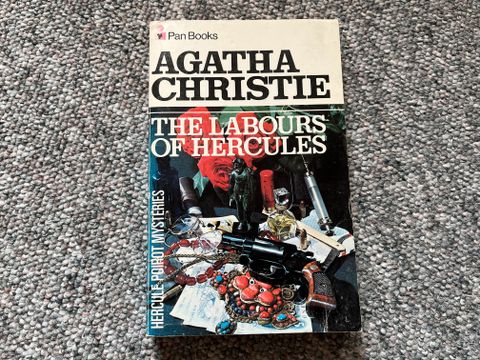 Pan Books
AGATHA
CHRISTIE
THE LABOURS
OF HERCULES
HERCULE POIROT MYSTERIES